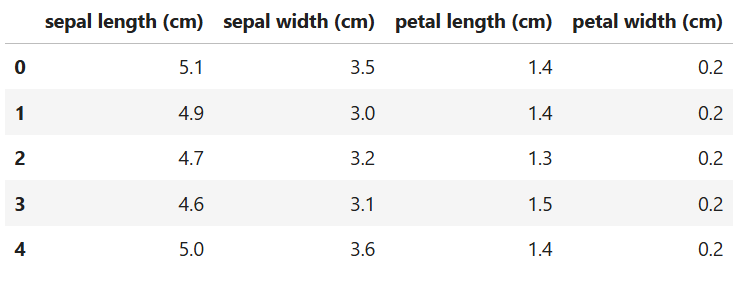 sepal length (cm) sepal width (cm) petal length (cm) petal width (cm)
0 5.1 3.5 1.4 0.2
1 4.9 3.0 1.4 0.2
2 4.7 3.2 1.3 0.2
3 4.6 3.1 1.5 0.2
4 5.0 3.6 1.4 0.2